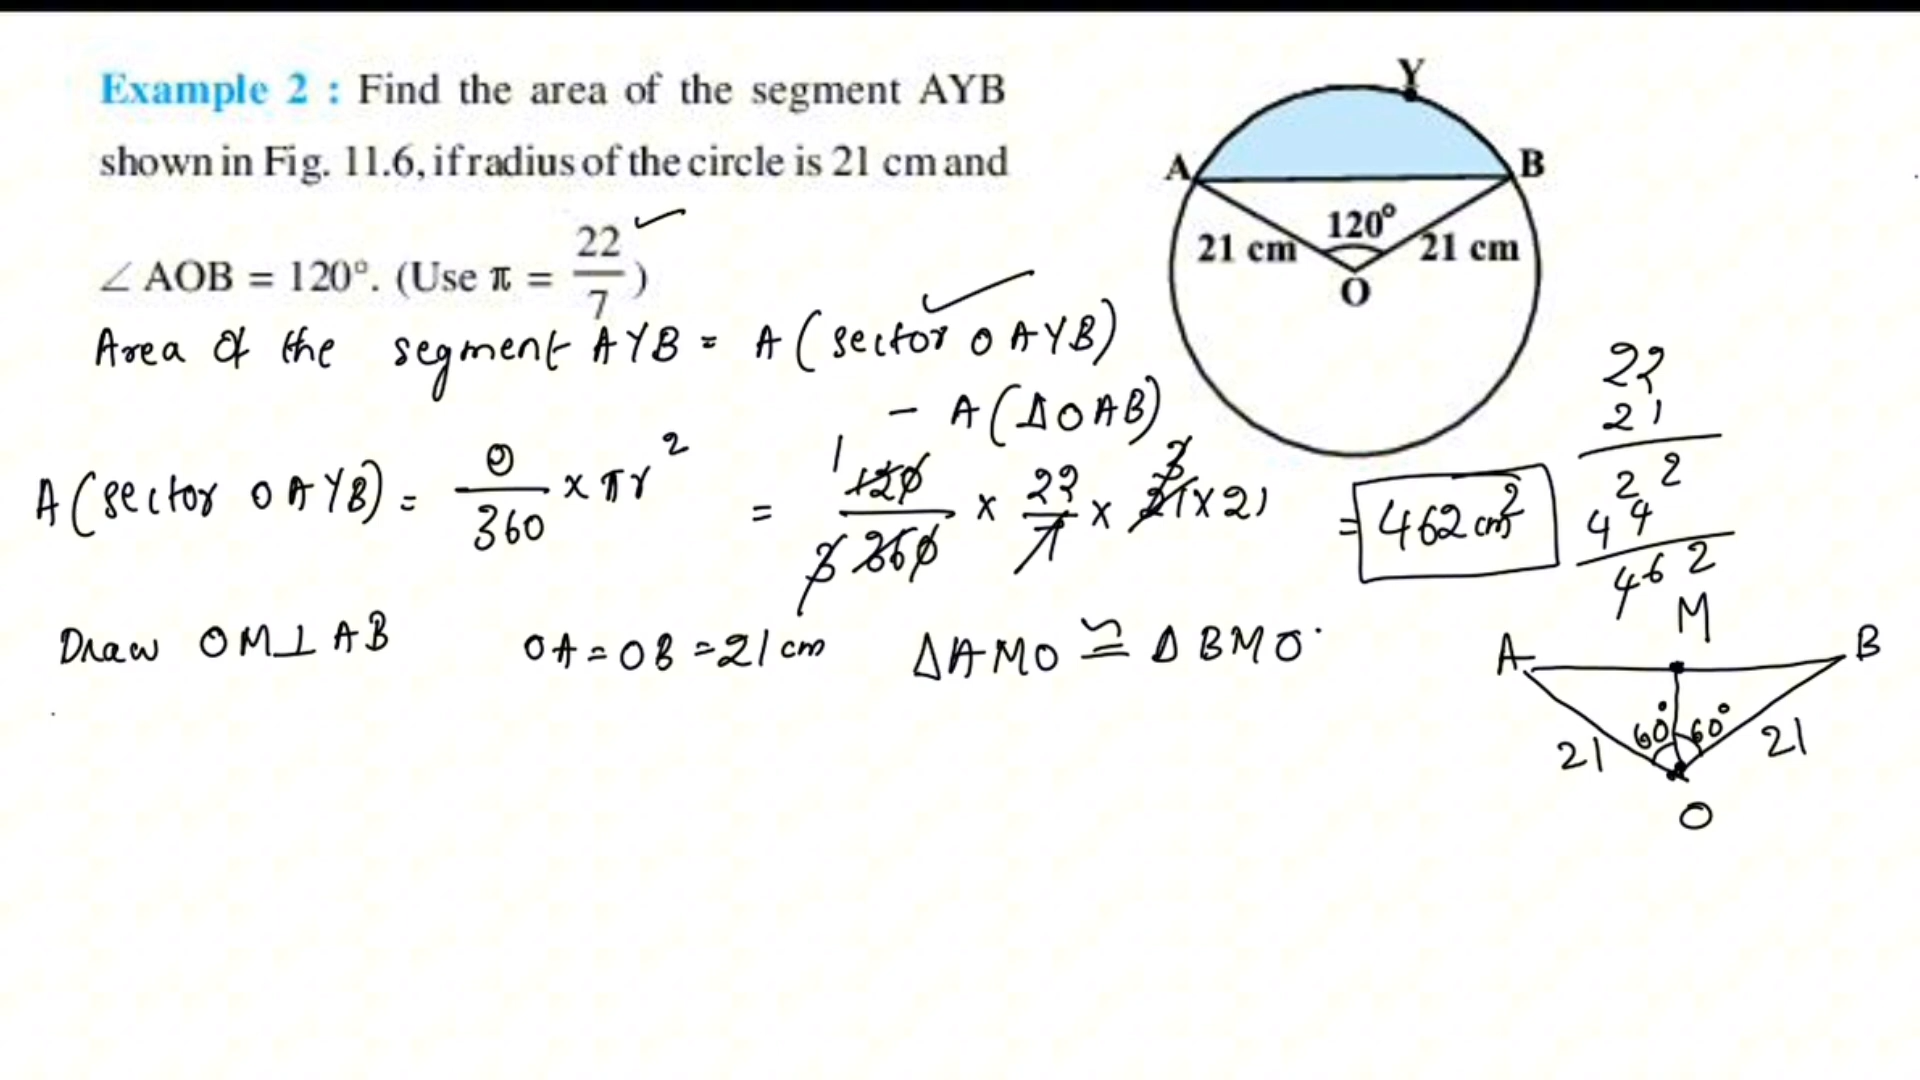 Example 2 : Find the area of the segment AYB
shown in Fig. 11.6, if radius of the circle is 21 cm and
∠ AOB = 120°. (Use π = 22/7)
Y
A
B
120°
21 cm
21 cm
O
Area of the segment AYB = A (sector OAYB)
- A (ΔOAB)
A (sector OAYB) = θ/360 × πr² = 120/360 × 22/7 × 21 × 21 = 462 cm²
1
3
3
22
21
22
44
462
Draw OM ⊥ AB OA = OB = 21 cm ΔAMO ≅ ΔBMO
M
A
B
60° 60°
21
21
O